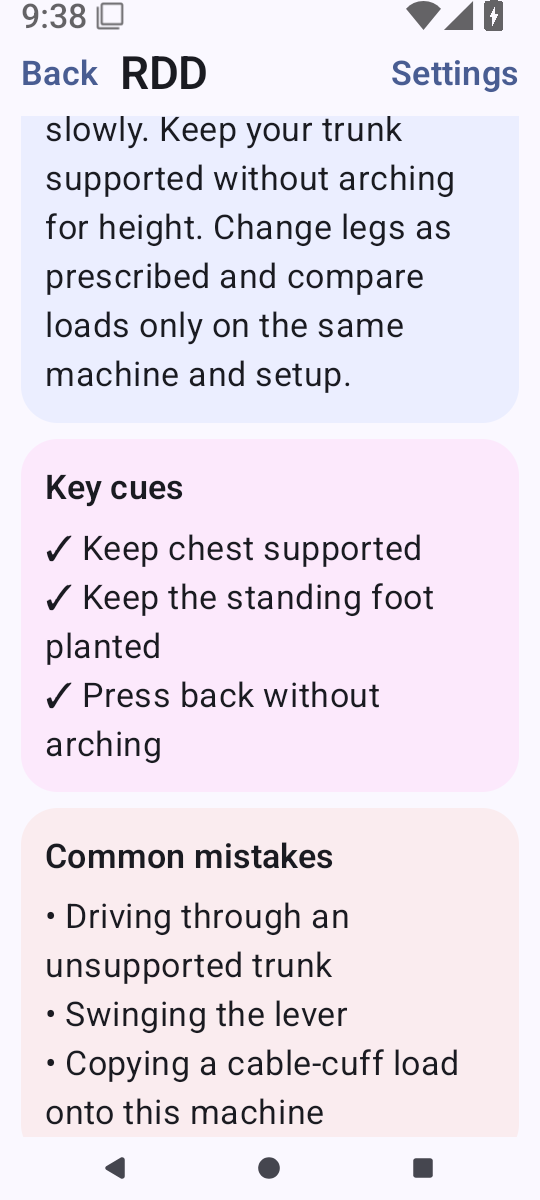 9:38
Back RDD Settings
slowly. Keep your trunk
supported without arching
for height. Change legs as
prescribed and compare
loads only on the same
machine and setup.
Key cues
✓ Keep chest supported
✓ Keep the standing foot
planted
✓ Press back without
arching
Common mistakes
• Driving through an
unsupported trunk
• Swinging the lever
• Copying a cable-cuff load
onto this machine